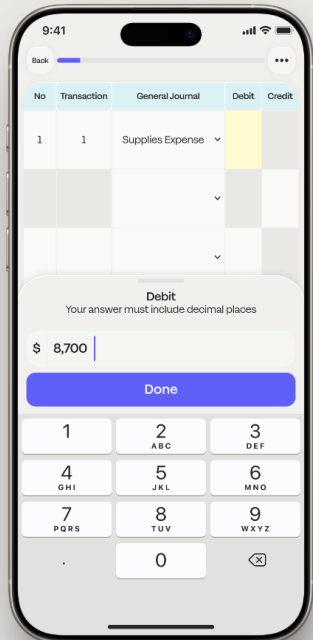 9:41
Back
No Transaction General Journal Debit Credit
1 1 Supplies Expense
Debit
Your answer must include decimal places
$ 8,700
Done
1 2 3
ABC DEF
4 5 6
GHI JKL MNO
7 8 9
PQRS TUV WXYZ
. 0